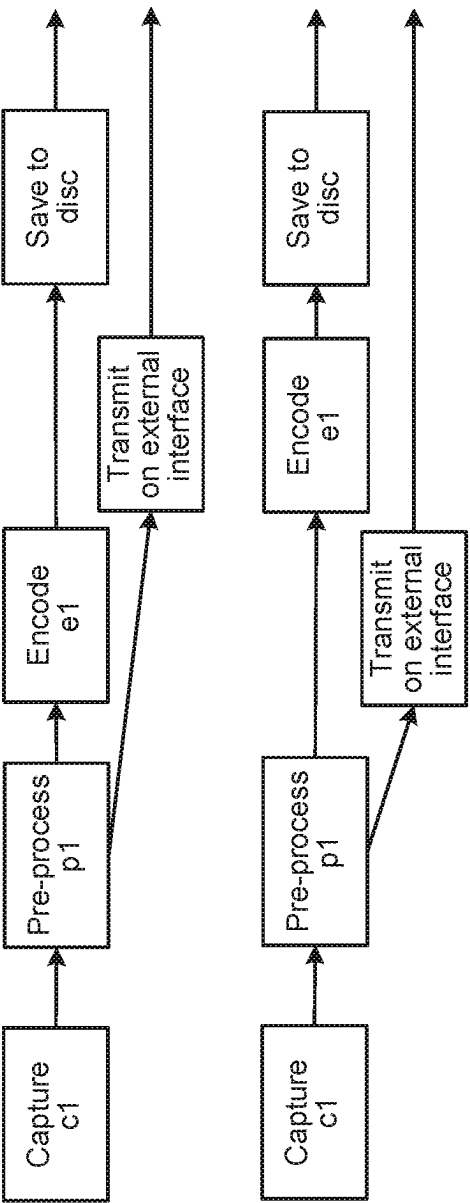 Capture
c1
Pre-process
p1
Encode
e1
Save to
disc
Transmit
on external
interface
Capture
c1
Pre-process
p1
Encode
e1
Save to
disc
Transmit
on external
interface